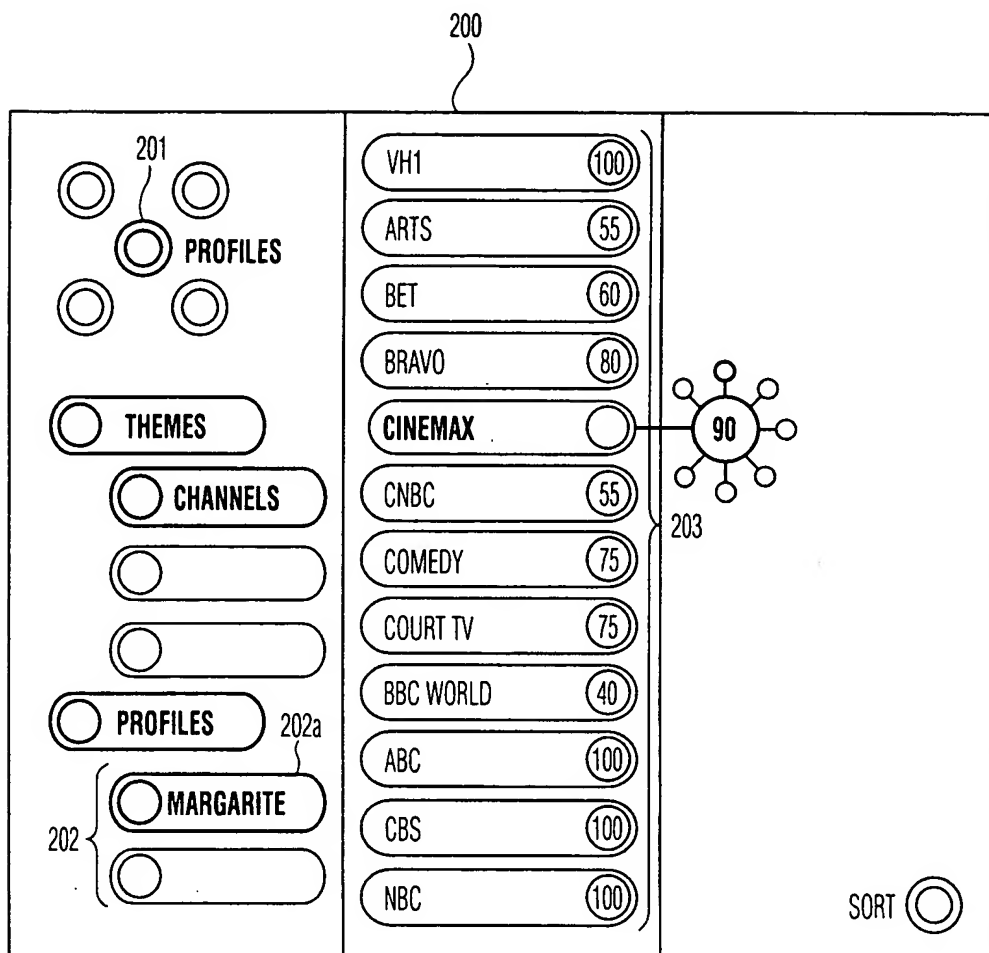 200
201
PROFILES
THEMES
CHANNELS
PROFILES
202a
MARGARITE
202
VH1 100
ARTS 55
BET 60
BRAVO 80
CINEMAX 90
CNBC 55
COMEDY 75
COURT TV 75
BBC WORLD 40
ABC 100
CBS 100
NBC 100
203
SORT